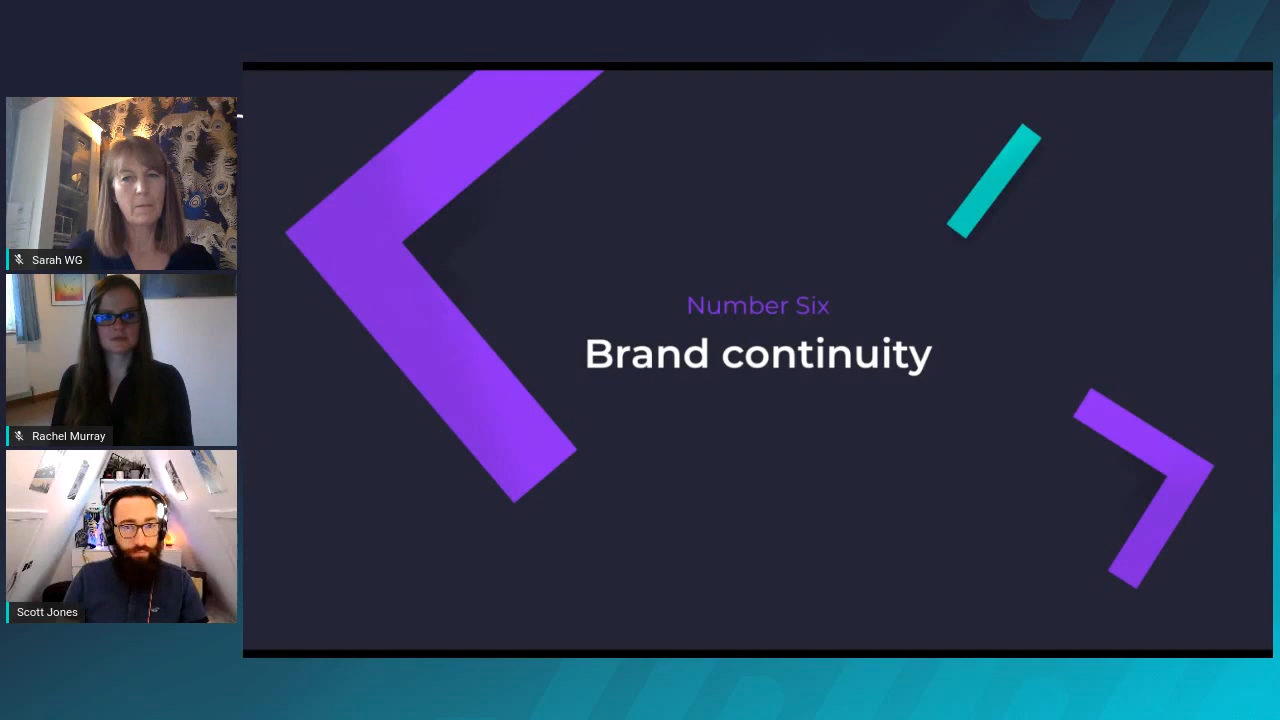 Sarah WG
Rachel Murray
Scott Jones
Number Six
Brand continuity